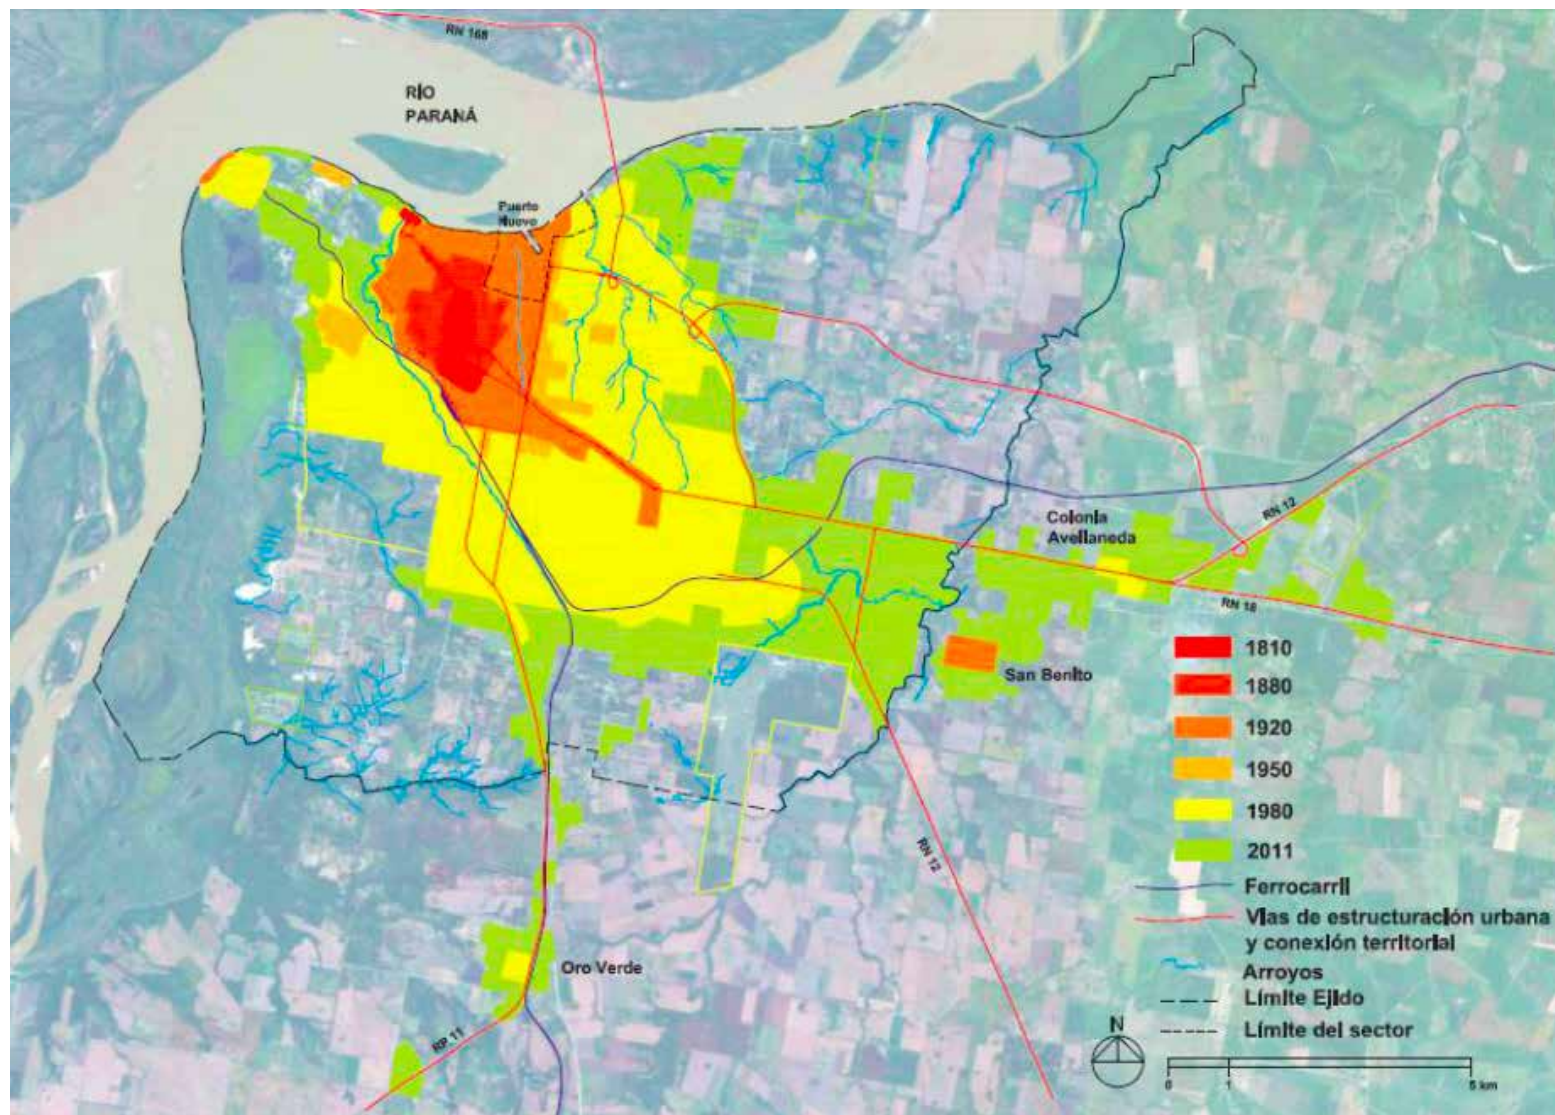 RN 168
RÍO
PARANÁ
Puerto
Nuevo
Colonia
Avellaneda
RN 12
RN 18
San Benito
RN 12
Oro Verde
RP 11
1810
1880
1920
1950
1980
2011
Ferrocarril
Vías de estructuración urbana
y conexión territorial
Arroyos
Límite Ejido
Límite del sector
N
0 1 5 km